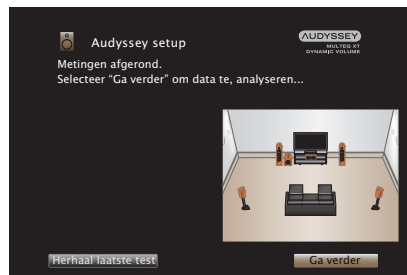 Audyssey setup
AUDYSSEY
MULTEQ XT
DYNAMIC VOLUME
Metingen afgerond.
Selecteer “Ga verder” om data te, analyseren...
Herhaal laatste test
Ga verder